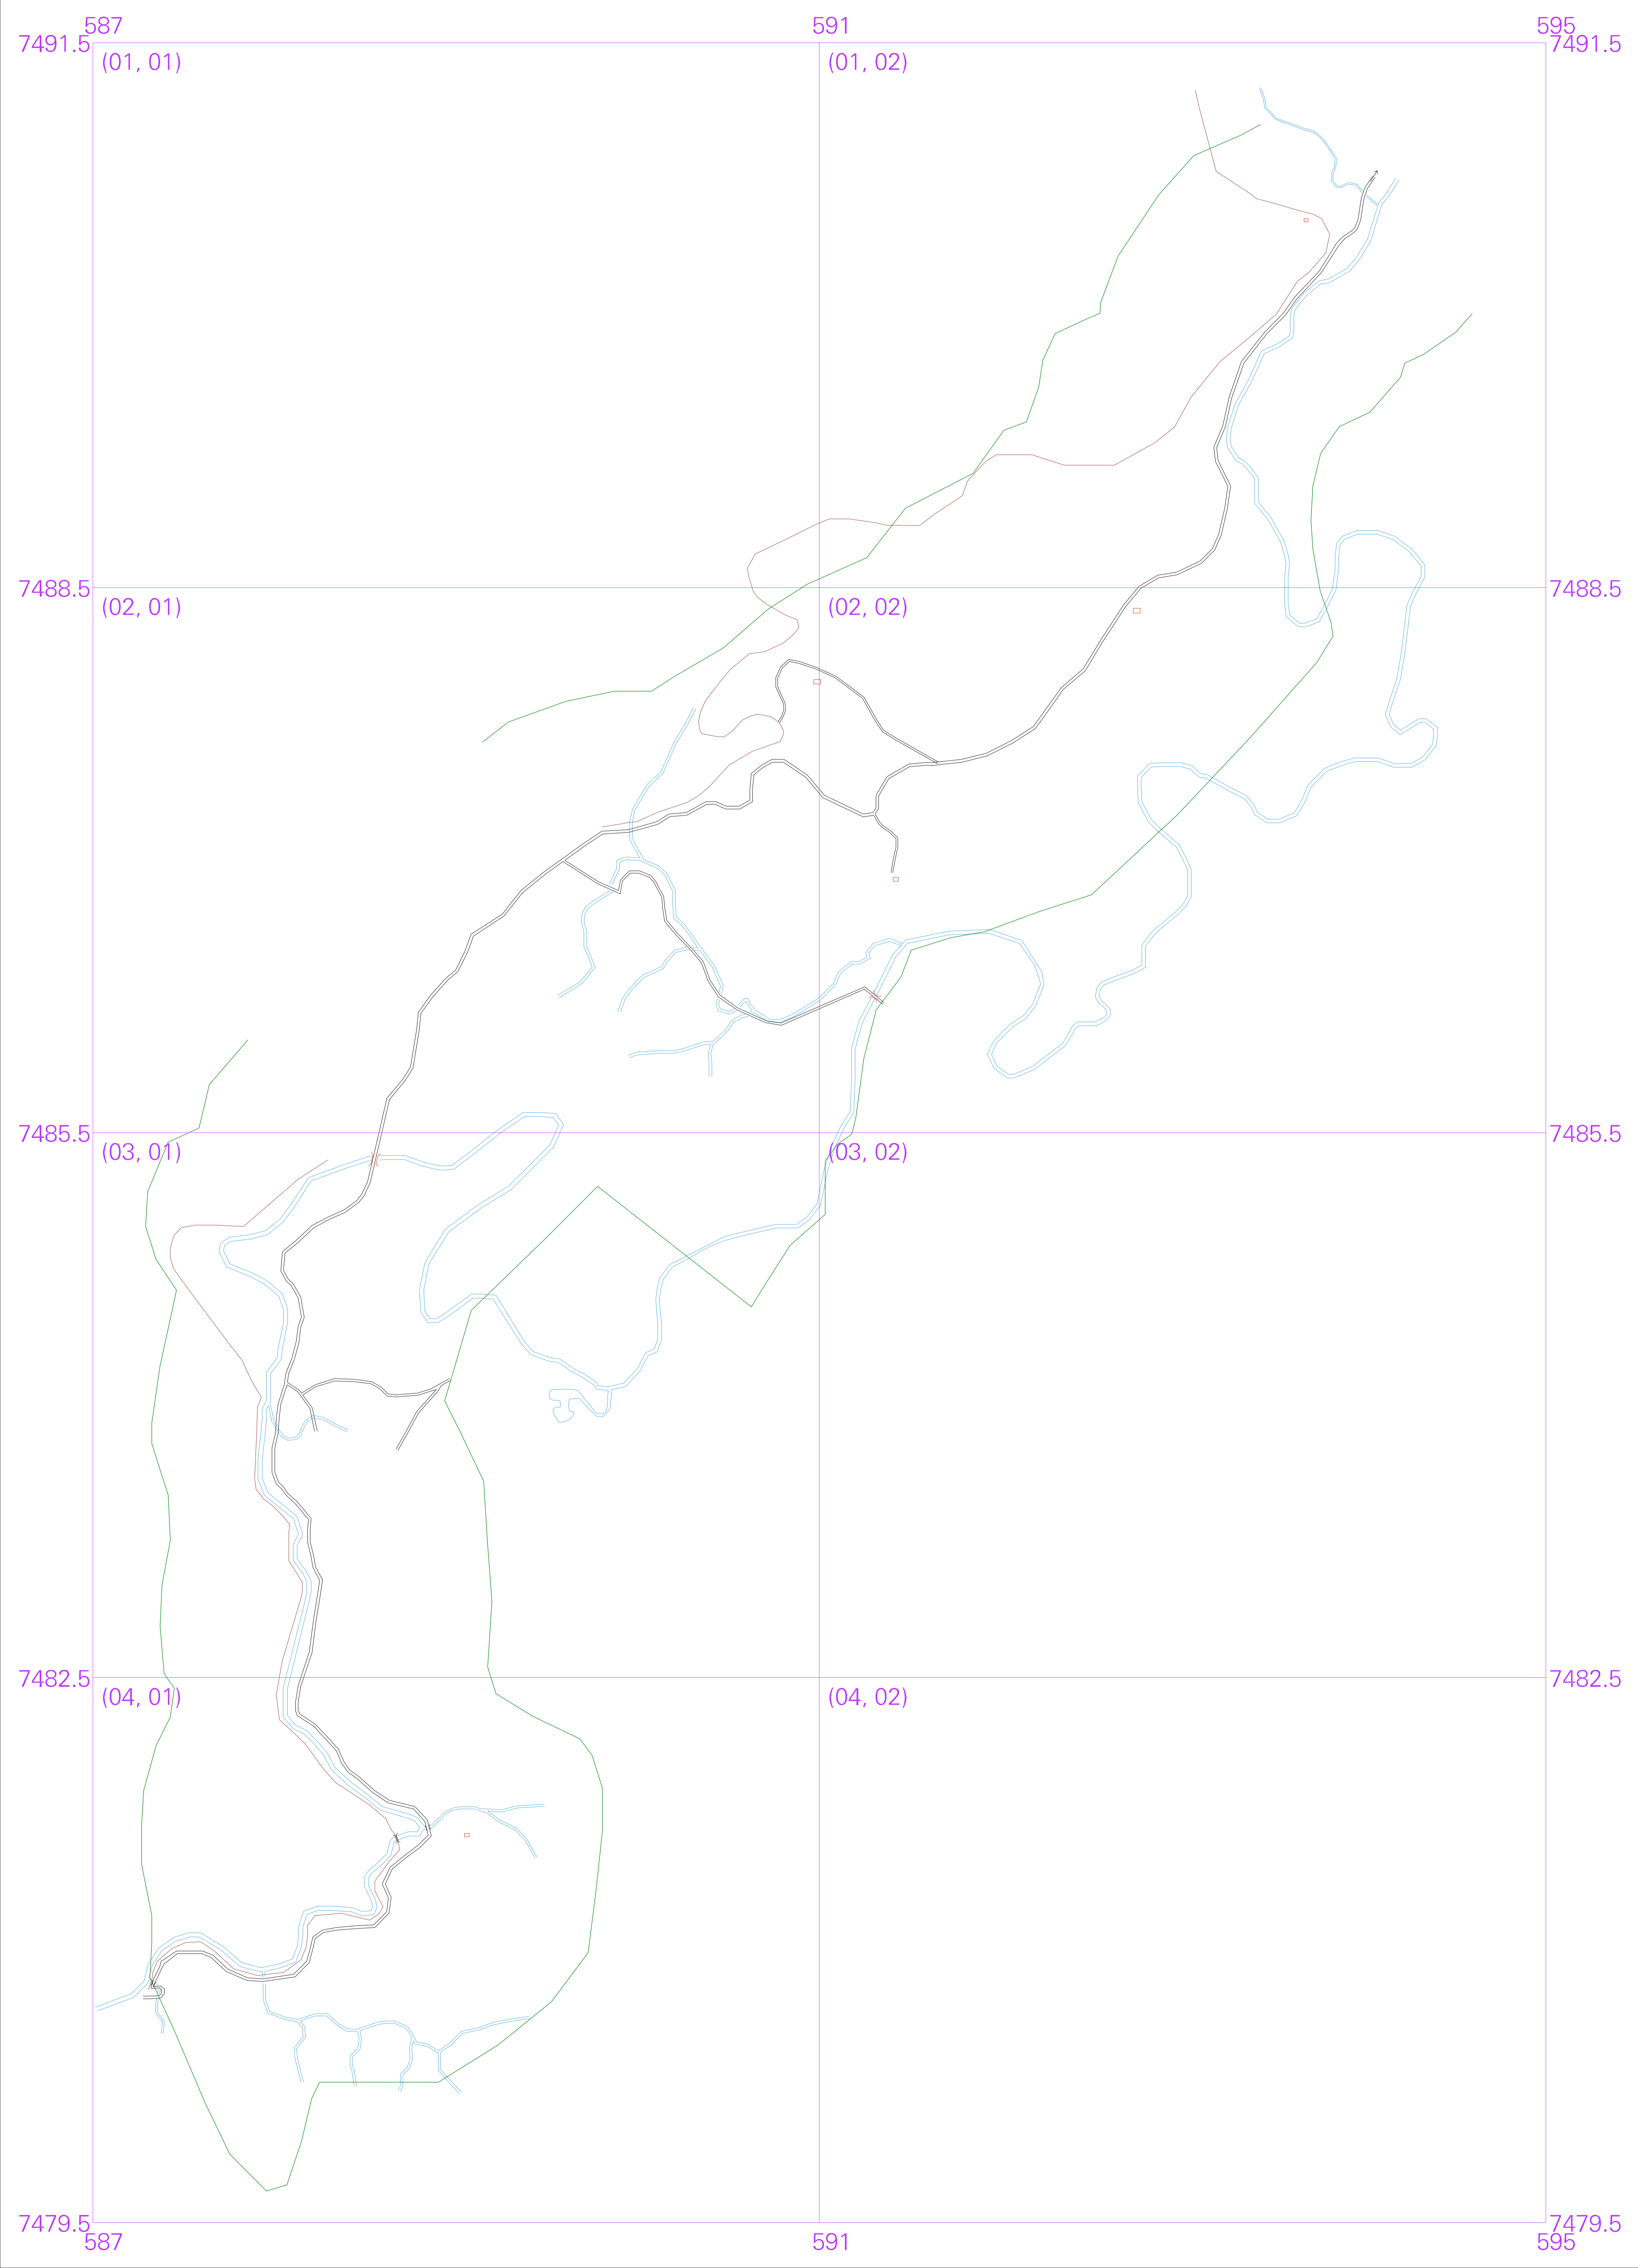 587 591 595
7491.5 7491.5
(01, 01) (01, 02)
7488.5 7488.5
(02, 01) (02, 02)
7485.5 7485.5
(03, 01) (03, 02)
7482.5 7482.5
(04, 01) (04, 02)
7479.5 7479.5
587 591 595